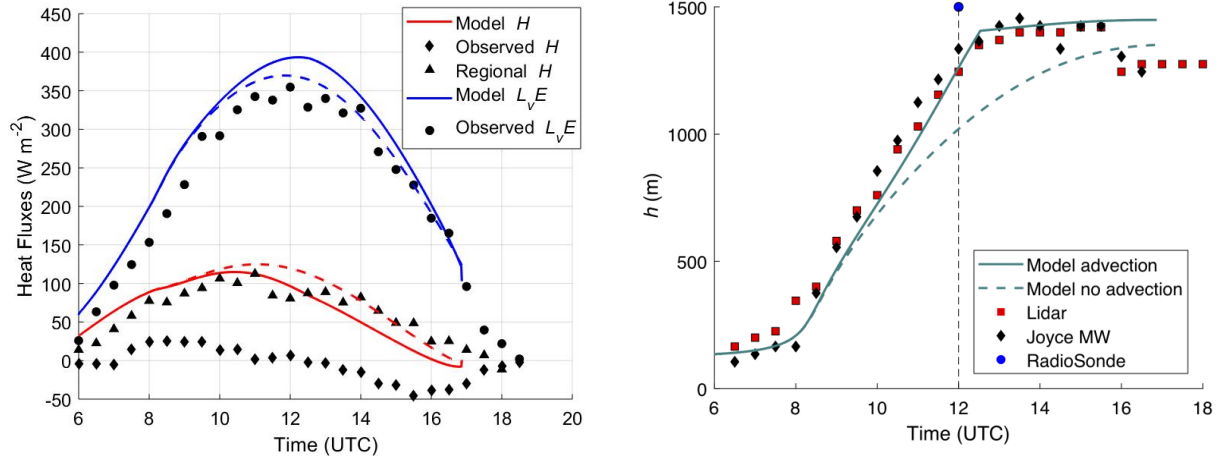 450
400
350
300
250
200
150
100
50
0
-50
Heat Fluxes (W m⁻²)
6 8 10 12 14 16 18 20
Time (UTC)
Model H
Observed H
Regional H
Model LᵥE
Observed LᵥE
1500
1000
500
0
h (m)
6 8 10 12 14 16 18
Time (UTC)
Model advection
Model no advection
Lidar
Joyce MW
RadioSonde